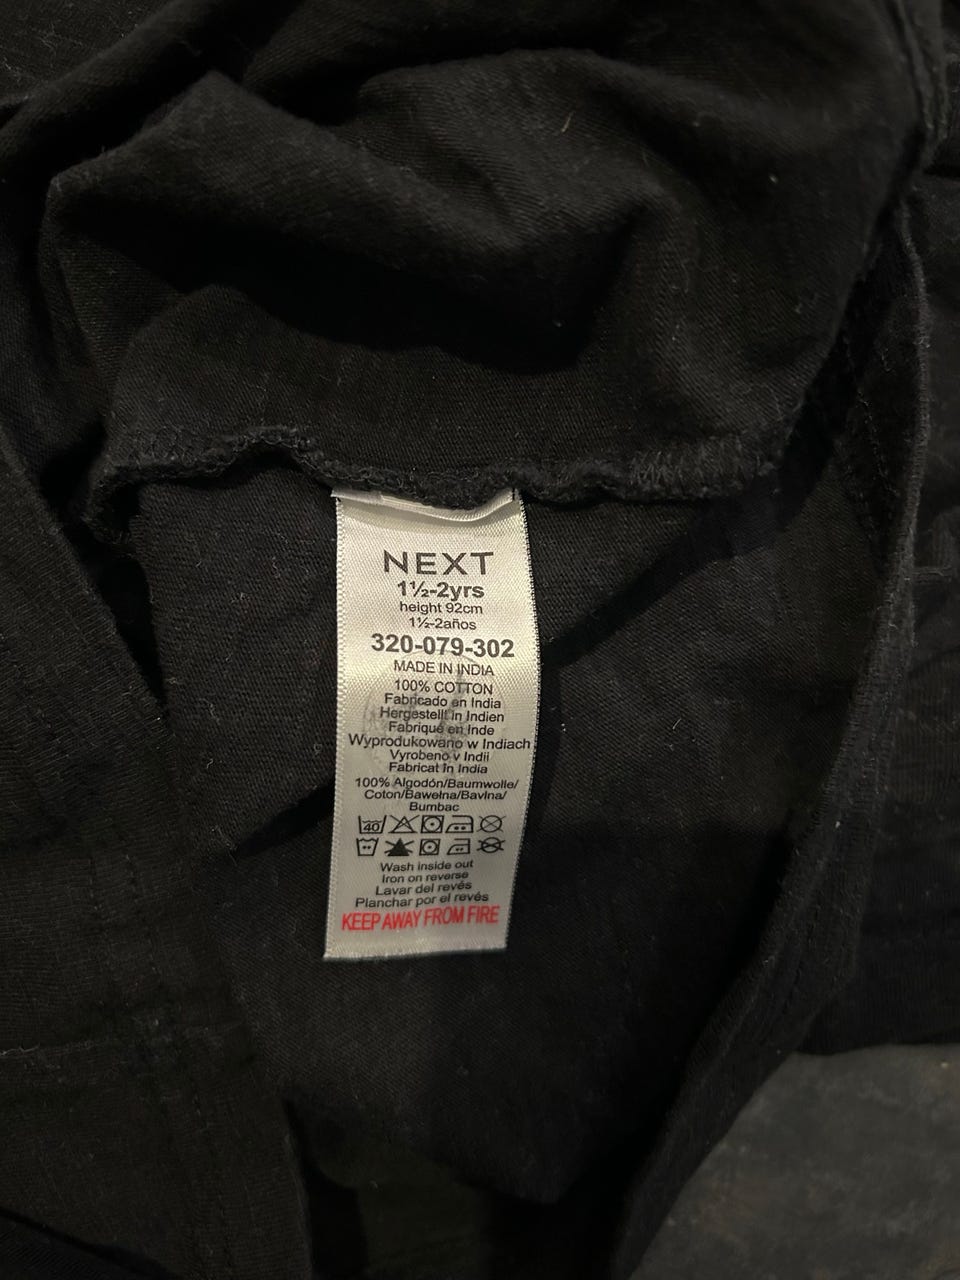 NEXT
1½-2yrs
height 92cm
1½-2años
320-079-302
MADE IN INDIA
100% COTTON
Fabricado en India
Hergestellt in Indien
Fabriqué en Inde
Wyprodukowano w Indiach
Vyrobeno v Indii
Fabricat în India
100% Algodón/Baumwolle/
Coton/Bawełna/Bavlna/
Bumbac
40
Wash inside out
Iron on reverse
Lavar del revés
Planchar por el revés
KEEP AWAY FROM FIRE